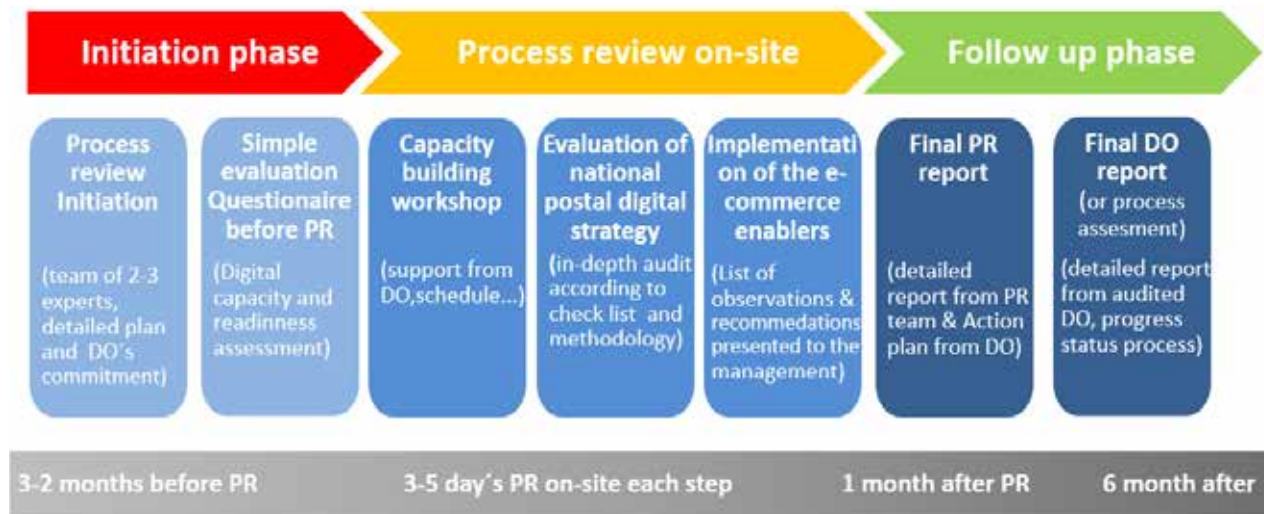 Initiation phase
Process review on-site
Follow up phase
Process
review
Initiation
(team of 2-3
experts,
detailed plan
and DO´s
commitment)
Simple
evaluation
Questionaire
before PR
(Digital
capacity and
readinness
assessment)
Capacity
building
workshop
(support from
DO,schedule...)
Evaluation of
national
postal digital
strategy
(in-depth audit
according to
check list and
methodology)
Implementati
on of the e-
commerce
enablers
(List of
observations &
recommedations
presented to the
management)
Final PR
report
(detailed
report from PR
team & Action
plan from DO)
Final DO
report
(or process
assesment)
(detailed report
from audited
DO, progress
status process)
3-2 months before PR
3-5 day´s PR on-site each step
1 month after PR
6 month after